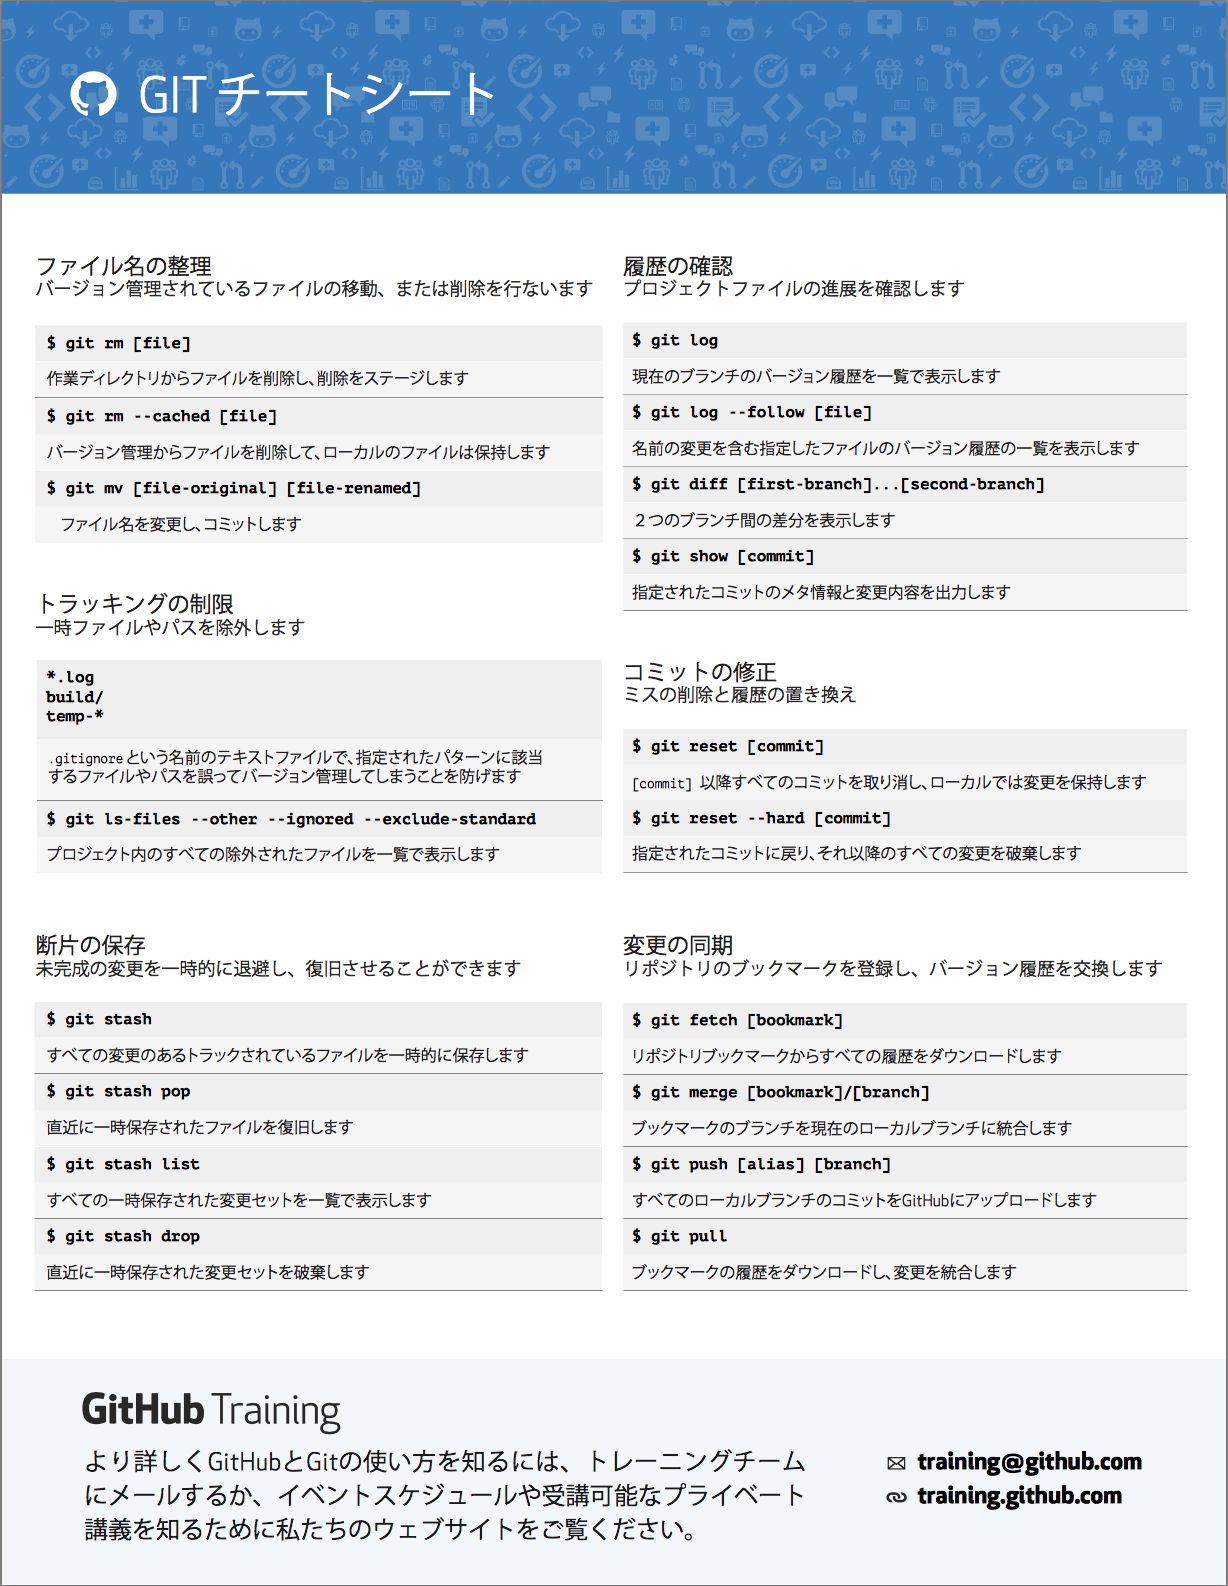 GIT チートシート
ファイル名の整理
バージョン管理されているファイルの移動、または削除を行ないます
$ git rm [file]
作業ディレクトリからファイルを削除し、削除をステージします
$ git rm --cached [file]
バージョン管理からファイルを削除して、ローカルのファイルは保持します
$ git mv [file-original] [file-renamed]
ファイル名を変更し、コミットします
トラッキングの制限
一時ファイルやパスを除外します
*.log
build/
temp-*
.gitignore という名前のテキストファイルで、指定されたパターンに該当
するファイルやパスを誤ってバージョン管理してしまうことを防げます
$ git ls-files --other --ignored --exclude-standard
プロジェクト内のすべての除外されたファイルを一覧で表示します
断片の保存
未完成の変更を一時的に退避し、復旧させることができます
$ git stash
すべての変更のあるトラックされているファイルを一時的に保存します
$ git stash pop
直近に一時保存されたファイルを復旧します
$ git stash list
すべての一時保存された変更セットを一覧で表示します
$ git stash drop
直近に一時保存された変更セットを破棄します
履歴の確認
プロジェクトファイルの進展を確認します
$ git log
現在のブランチのバージョン履歴を一覧で表示します
$ git log --follow [file]
名前の変更を含む指定したファイルのバージョン履歴の一覧を表示します
$ git diff [first-branch]...[second-branch]
２つのブランチ間の差分を表示します
$ git show [commit]
指定されたコミットのメタ情報と変更内容を出力します
コミットの修正
ミスの削除と履歴の置き換え
$ git reset [commit]
[commit] 以降すべてのコミットを取り消し、ローカルでは変更を保持します
$ git reset --hard [commit]
指定されたコミットに戻り、それ以降のすべての変更を破棄します
変更の同期
リポジトリのブックマークを登録し、バージョン履歴を交換します
$ git fetch [bookmark]
リポジトリブックマークからすべての履歴をダウンロードします
$ git merge [bookmark]/[branch]
ブックマークのブランチを現在のローカルブランチに統合します
$ git push [alias] [branch]
すべてのローカルブランチのコミットをGitHubにアップロードします
$ git pull
ブックマークの履歴をダウンロードし、変更を統合します
GitHub Training
より詳しくGitHubとGitの使い方を知るには、トレーニングチーム
にメールするか、イベントスケジュールや受講可能なプライベート
講義を知るために私たちのウェブサイトをご覧ください。
training@github.com
training.github.com